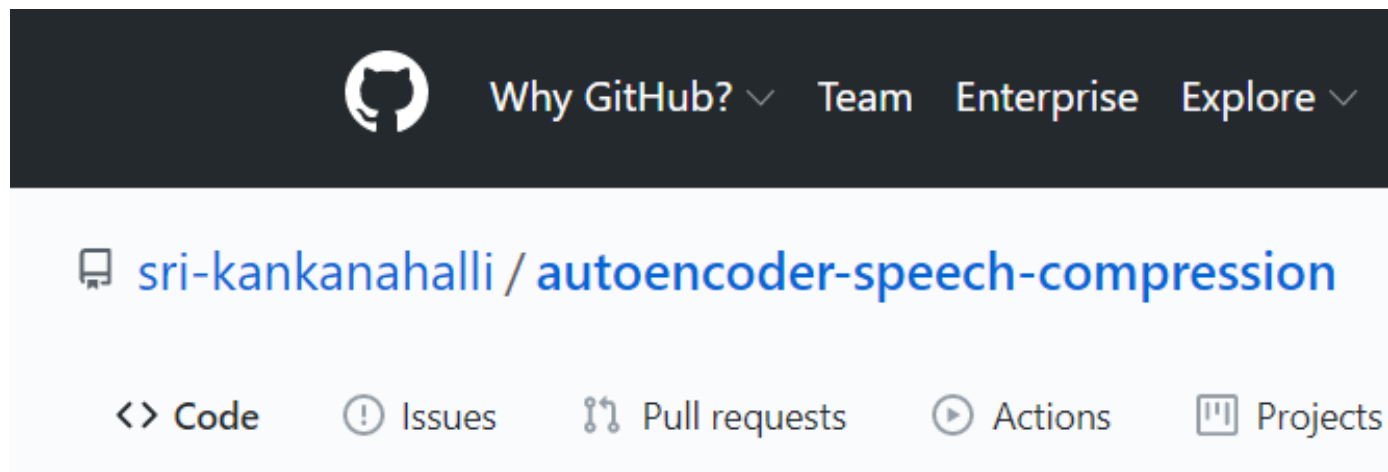 Why GitHub? Team Enterprise Explore
sri-kankanahalli / autoencoder-speech-compression
<> Code Issues Pull requests Actions Projects